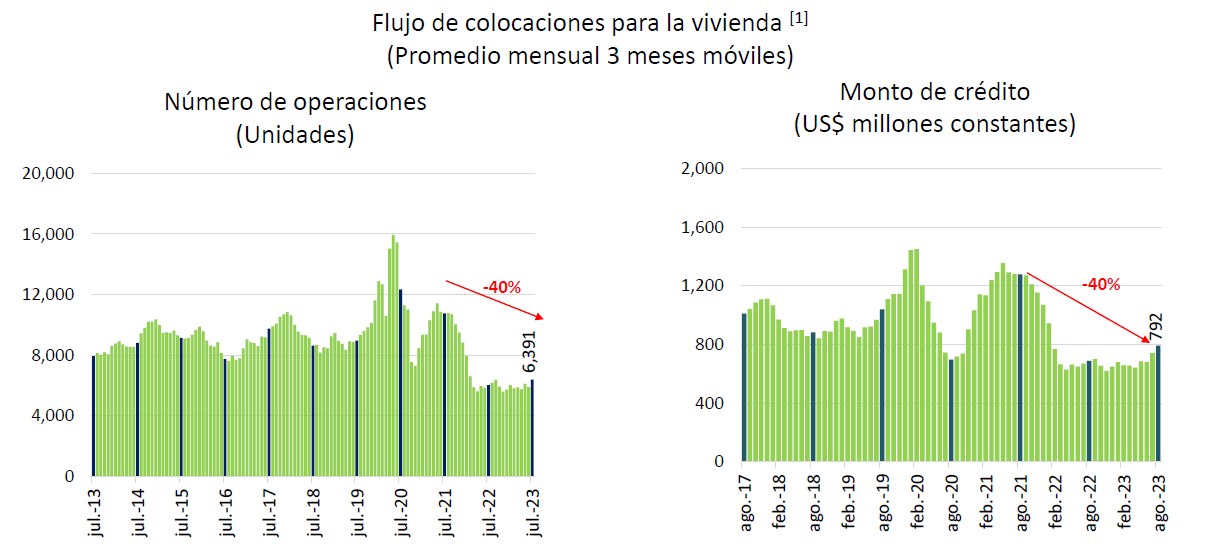 Flujo de colocaciones para la vivienda [1]
(Promedio mensual 3 meses móviles)
Número de operaciones
(Unidades)
20,000
16,000
12,000
8,000
4,000
0
-40%
6,391
jul.-13
jul.-14
jul.-15
jul.-16
jul.-17
jul.-18
jul.-19
jul.-20
jul.-21
jul.-22
jul.-23
Monto de crédito
(US$ millones constantes)
2,000
1,600
1,200
800
400
0
-40%
792
ago.-17
feb.-18
ago.-18
feb.-19
ago.-19
feb.-20
ago.-20
feb.-21
ago.-21
feb.-22
ago.-22
feb.-23
ago.-23